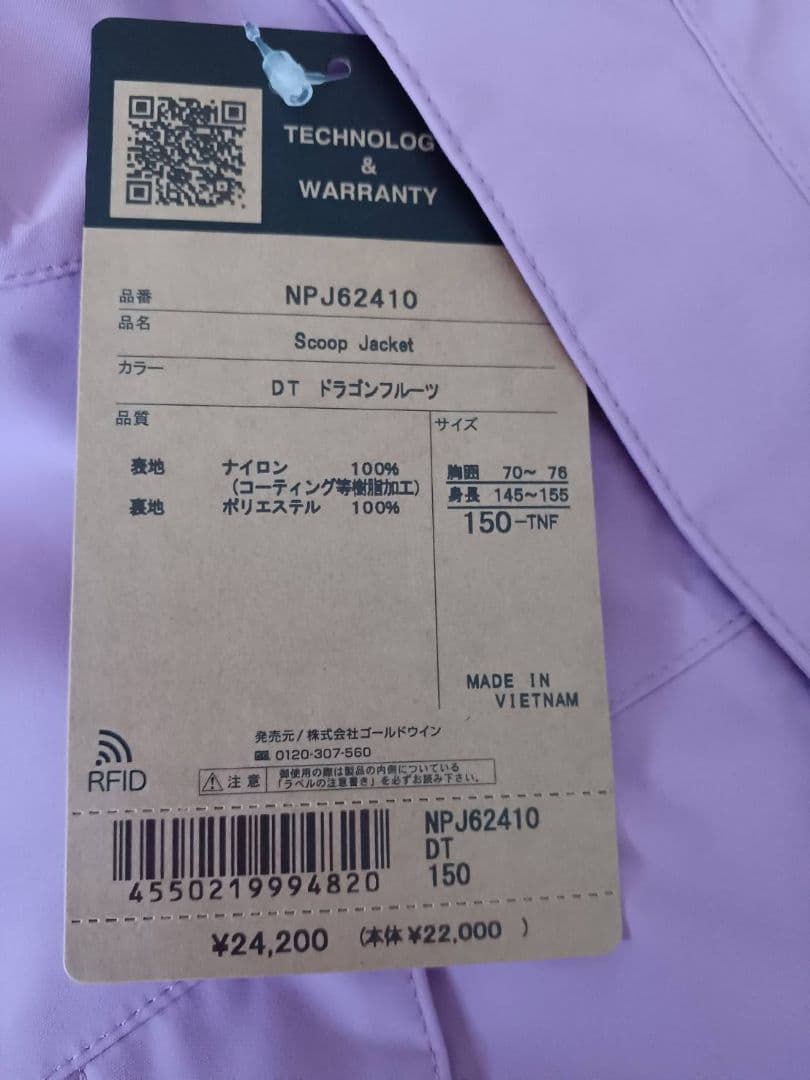 TECHNOLOG
&
WARRANTY
品番 NPJ62410
品名 Scoop Jacket
カラー DT ドラゴンフルーツ
品質
表地 ナイロン 100%
(コーティング等樹脂加工)
裏地 ポリエステル 100%
サイズ
胸囲 70~ 76
身長 145~155
150-TNF
MADE IN
VIETNAM
発売元/株式会社ゴールドウイン
0120-307-560
RFID
注意 御使用の際は製品の内側についている
「ラベルの注意書き」を必ずお読み下さい。
4550219994820
NPJ62410
DT
150
¥24,200 (本体¥22,000 )